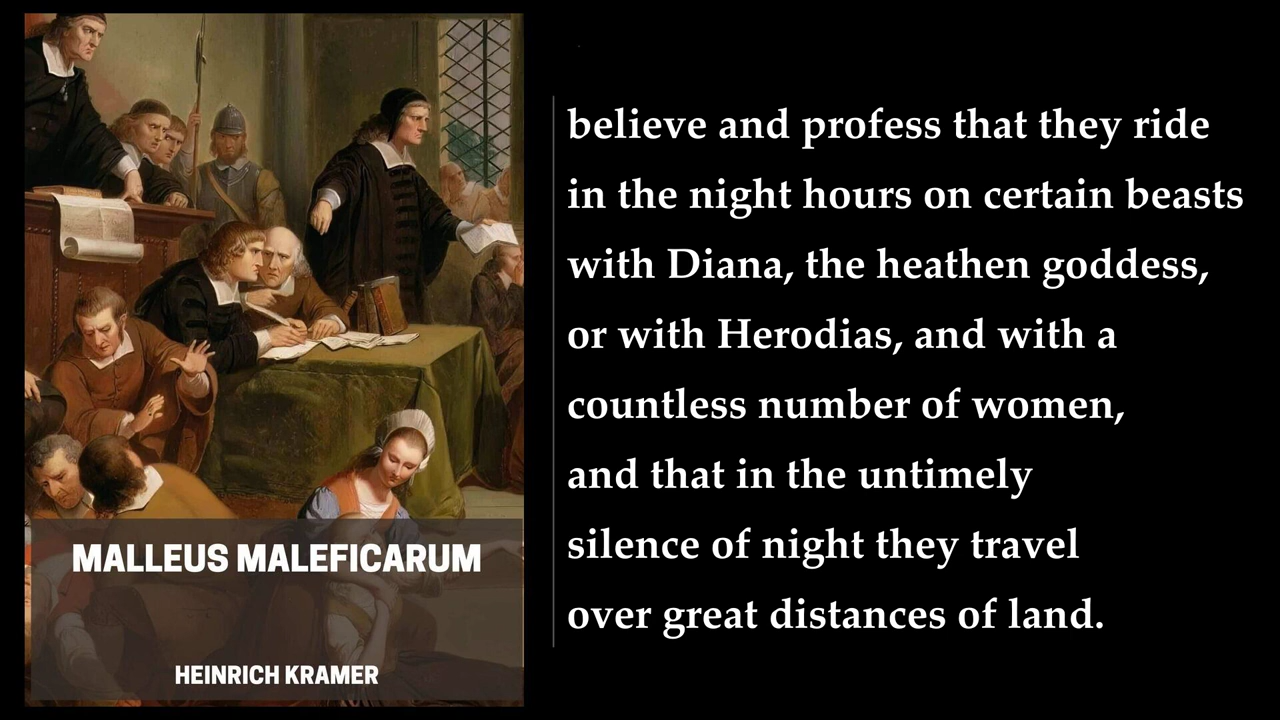 MALLEUS MALEFICARUM
HEINRICH KRAMER
believe and profess that they ride
in the night hours on certain beasts
with Diana, the heathen goddess,
or with Herodias, and with a
countless number of women,
and that in the untimely
silence of night they travel
over great distances of land.